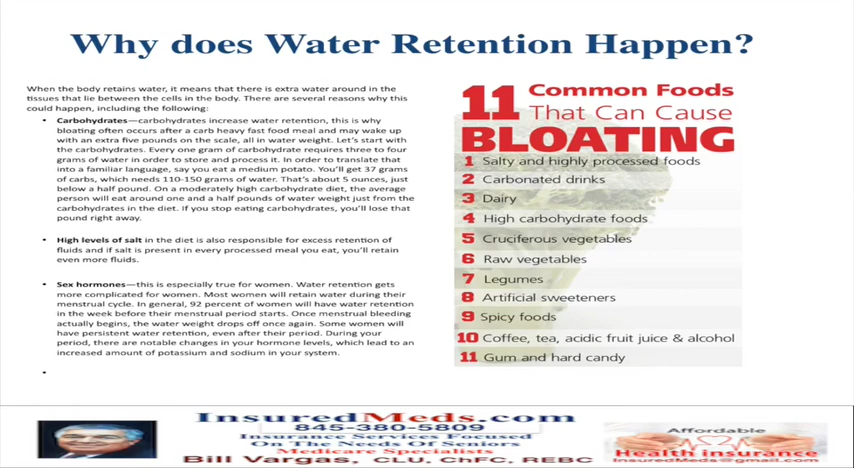 Why does Water Retention Happen?
When the body retains water, it means that there is extra water around in the
tissues that lie between the cells in the body. There are several reasons why this
could happen, including the following:
• Carbohydrates—carbohydrates increase water retention, this is why
bloating often occurs after a carb heavy fast food meal and may wake up
with an extra five pounds on the scale, all in water weight. Let's start with
the carbohydrates. Every one gram of carbohydrate requires three to four
grams of water in order to store and process it. In order to translate that
into a familiar language, say you eat a medium potato. You'll get 37 grams
of carbs, which needs 110-150 grams of water. That's about 5 ounces, just
below a half pound. On a moderately high carbohydrate diet, the average
person will eat around one and a half pounds of water weight just from the
carbohydrates in the diet. If you stop eating carbohydrates, you'll lose that
pound right away.
• High levels of salt in the diet is also responsible for excess retention of
fluids and if salt is present in every processed meal you eat, you'll retain
even more fluids.
• Sex hormones—this is especially true for women. Water retention gets
more complicated for women. Most women will retain water during their
menstrual cycle. In general, 92 percent of women will have water retention
in the week before their menstrual period starts. Once menstrual bleeding
actually begins, the water weight drops off once again. Some women will
have persistent water retention, even after their period. During your
period, there are notable changes in your hormone levels, which lead to an
increased amount of potassium and sodium in your system.
•
11 Common Foods
That Can Cause
BLOATING
1 Salty and highly processed foods
2 Carbonated drinks
3 Dairy
4 High carbohydrate foods
5 Cruciferous vegetables
6 Raw vegetables
7 Legumes
8 Artificial sweeteners
9 Spicy foods
10 Coffee, tea, acidic fruit juice & alcohol
11 Gum and hard candy
InsuredMeds.com
845-380-5809
Insurance Services Focused
On The Needs Of Seniors
Medicare Specialists
Bill Vargas, CLU, ChFC, REBC
Affordable
Health insurance
InsuredMeds@gmail.com